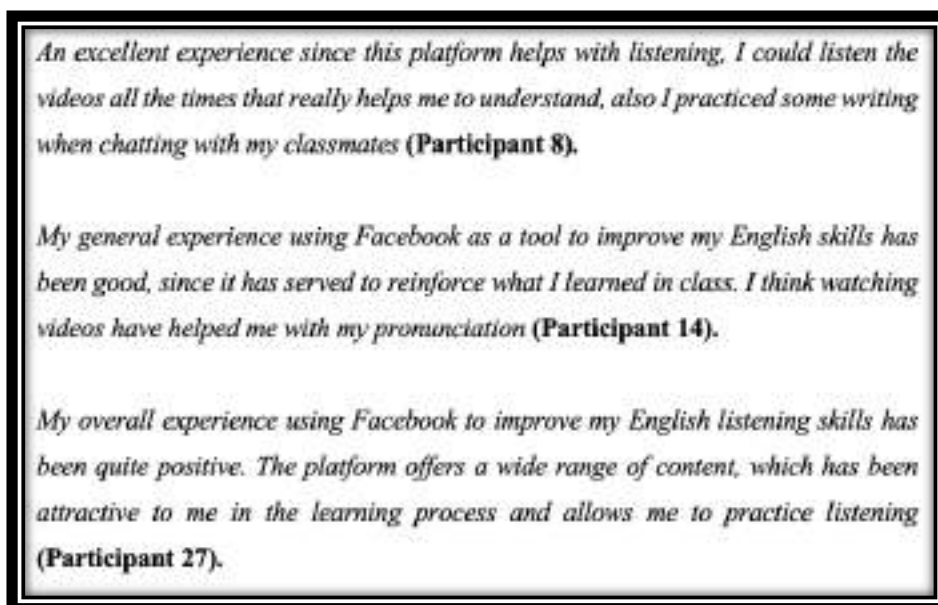 An excellent experience since this platform helps with listening, I could listen the
videos all the times that really helps me to understand, also I practiced some writing
when chatting with my classmates (Participant 8).
My general experience using Facebook as a tool to improve my English skills has
been good, since it has served to reinforce what I learned in class. I think watching
videos have helped me with my pronunciation (Participant 14).
My overall experience using Facebook to improve my English listening skills has
been quite positive. The platform offers a wide range of content, which has been
attractive to me in the learning process and allows me to practice listening
(Participant 27).